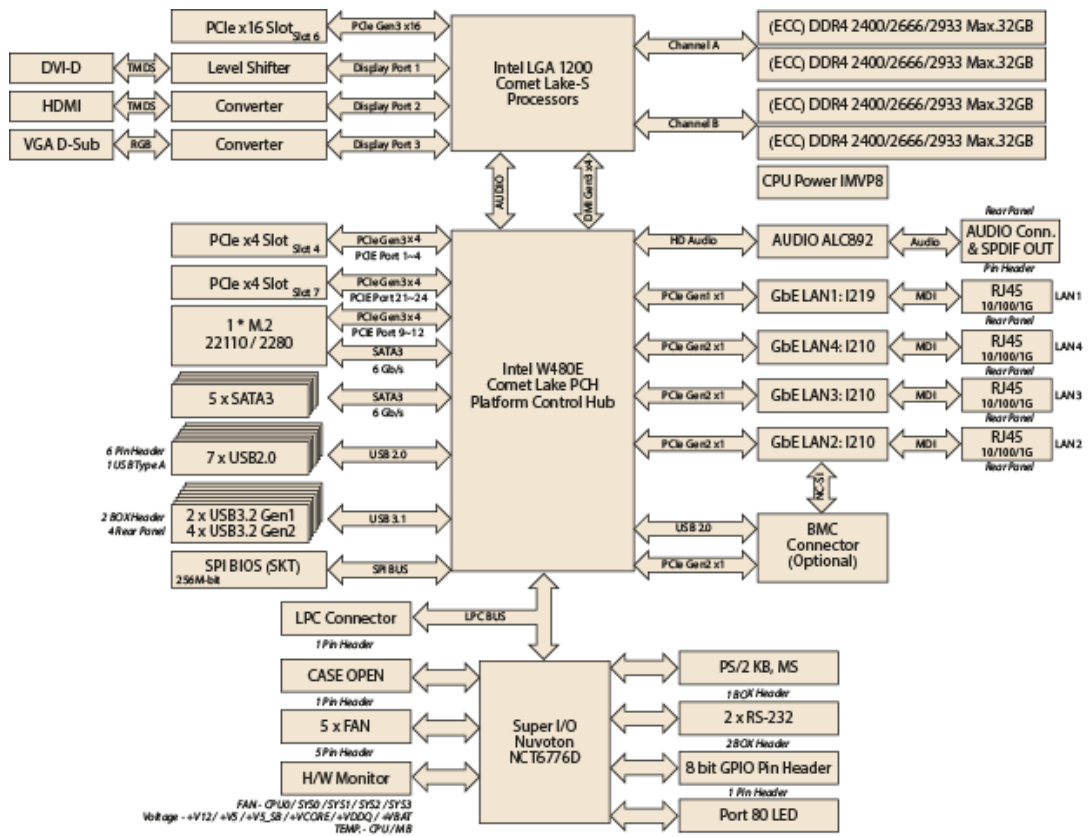 PCIe x16 Slot Slot 6
PCIe Gen3 x16
DVI-D
TMDS
Level Shifter
Display Port 1
HDMI
TMDS
Converter
Display Port 2
VGA D-Sub
RGB
Converter
Display Port 3
Intel LGA 1200
Comet Lake-S
Processors
Channel A
Channel B
(ECC) DDR4 2400/2666/2933 Max.32GB
(ECC) DDR4 2400/2666/2933 Max.32GB
(ECC) DDR4 2400/2666/2933 Max.32GB
(ECC) DDR4 2400/2666/2933 Max.32GB
CPU Power IMVP8
AUDIO
DMI Gen3 x4
PCIe x4 Slot Slot 4
PCIe Gen3 x4
PCIE Port 1~4
PCIe x4 Slot Slot 7
PCIe Gen3 x4
PCIE Port 21~24
1 * M.2
22110 / 2280
PCIe Gen3 x4
PCIE Port 9~12
SATA3
6 Gb/s
5 x SATA3
SATA3
6 Gb/s
6 Pin Header
1 USB Type A
7 x USB2.0
USB 2.0
2 BOX Header
4 Rear Panel
2 x USB3.2 Gen1
4 x USB3.2 Gen2
USB 3.1
SPI BIOS (SKT)
256M-bit
SPI BUS
Intel W480E
Comet Lake PCH
Platform Control Hub
HD Audio
AUDIO ALC892
Audio
Rear Panel
AUDIO Conn.
& SPDIF OUT
Pin Header
PCIe Gen1 x1
GbE LAN1: I219
MDI
RJ45
10/100/1G
LAN1
Rear Panel
PCIe Gen2 x1
GbE LAN4: I210
MDI
RJ45
10/100/1G
LAN4
Rear Panel
PCIe Gen2 x1
GbE LAN3: I210
MDI
RJ45
10/100/1G
LAN3
Rear Panel
PCIe Gen2 x1
GbE LAN2: I210
MDI
RJ45
10/100/1G
LAN2
Rear Panel
NC-SI
USB 2.0
PCIe Gen2 x1
BMC
Connector
(Optional)
LPC Connector
LPC BUS
1 Pin Header
CASE OPEN
1 Pin Header
5 x FAN
5 Pin Header
H/W Monitor
FAN - CPU0 / SYS0 / SYS1 / SYS2 / SYS3
Voltage - +V12 / +V5 / +V5_SB / +VCORE / +VDDQ / +VBAT
TEMP. - CPU / MB
Super I/O
Nuvoton
NCT6776D
PS/2 KB, MS
1 BOX Header
2 x RS-232
2 BOX Header
8 bit GPIO Pin Header
1 Pin Header
Port 80 LED